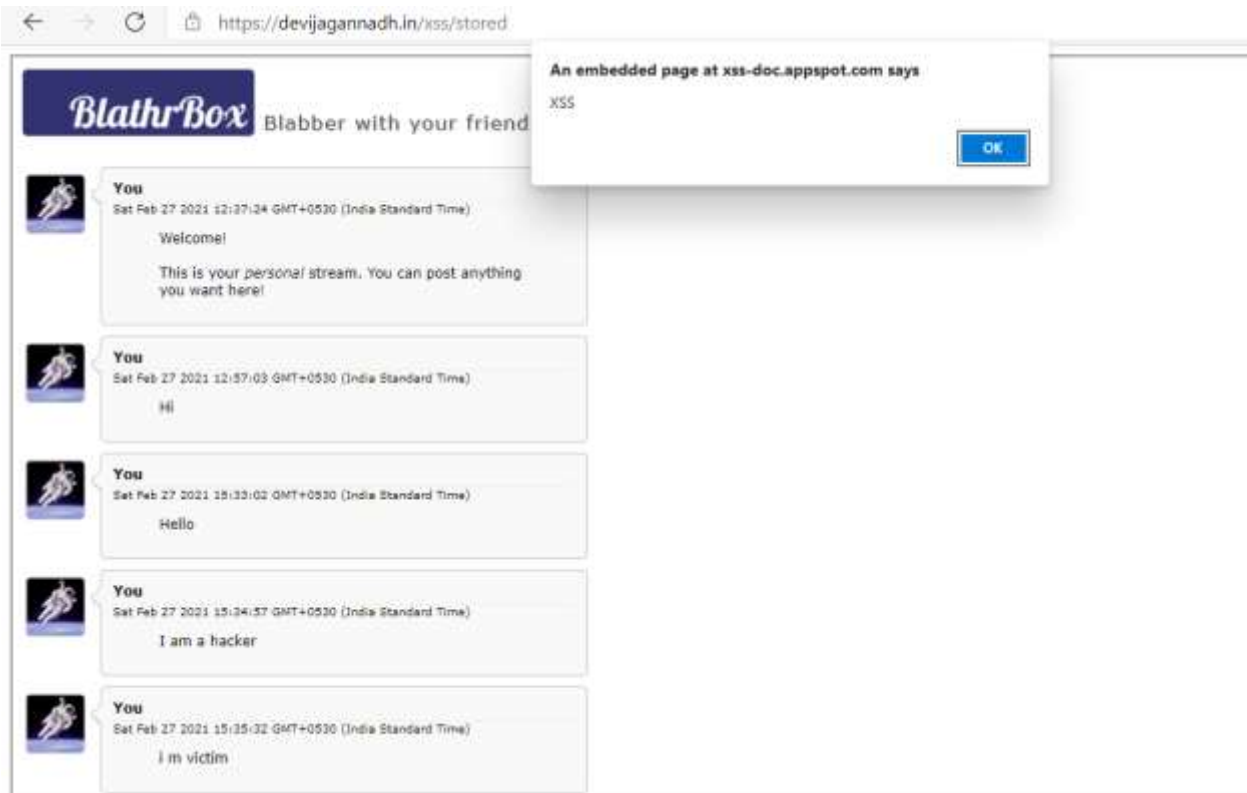 https://devijagannadh.in/xss/stored
An embedded page at xss-doc.appspot.com says
XSS
OK
BlathrBox Blabber with your friend
You
Sat Feb 27 2021 12:37:24 GMT+0530 (India Standard Time)
Welcome!
This is your personal stream. You can post anything
you want here!
You
Sat Feb 27 2021 12:57:03 GMT+0530 (India Standard Time)
Hi
You
Sat Feb 27 2021 15:33:02 GMT+0530 (India Standard Time)
Hello
You
Sat Feb 27 2021 15:34:57 GMT+0530 (India Standard Time)
I am a hacker
You
Sat Feb 27 2021 15:35:32 GMT+0530 (India Standard Time)
i m victim